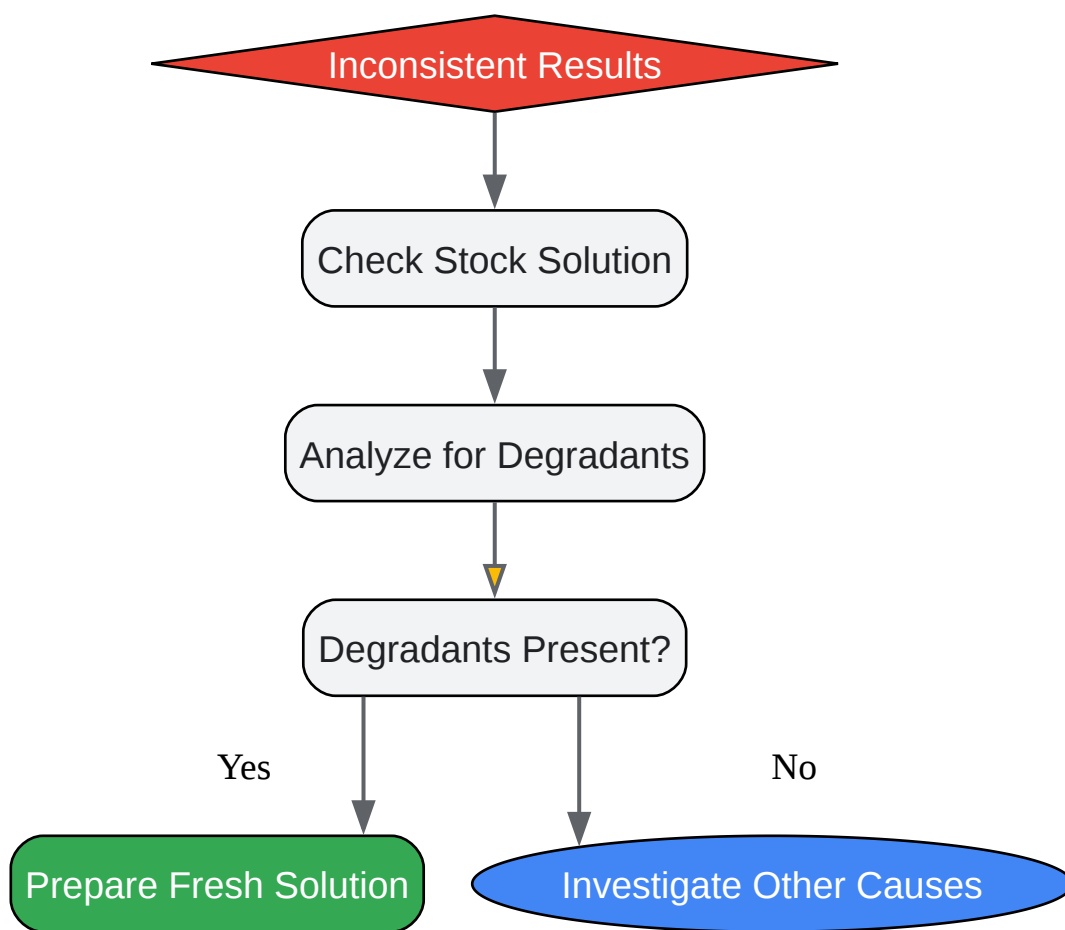 Inconsistent Results
Check Stock Solution
Analyze for Degradants
Degradants Present?
Yes
No
Prepare Fresh Solution
Investigate Other Causes